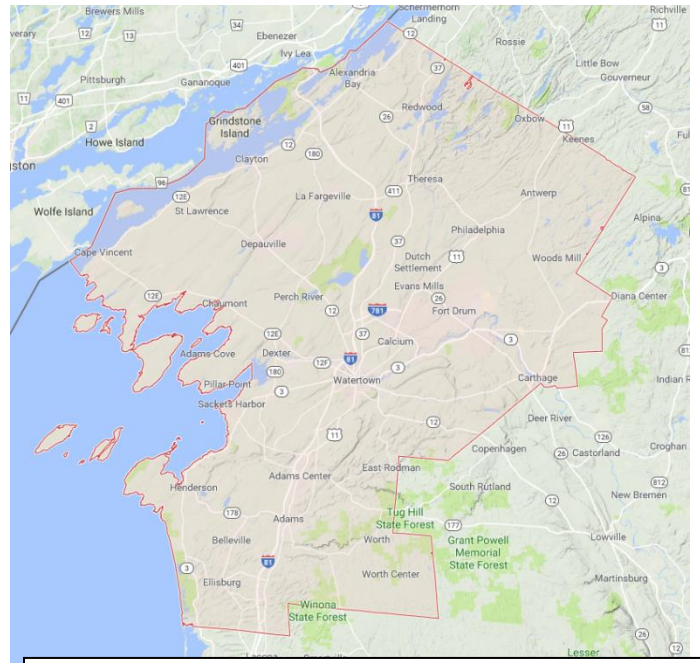 Brewers Mills
34
Schermerhorn
Landing
Richville
verary
12
13
12
11
Rossie
Ebenezer
401
Ivy Lea
Little Bow
Gouverneur
37
Alexandria
Bay
Pittsburg
Gananoque
11
401
Redwood
58
Grindstone
Island
26
Oxbow
11
2
Howe Island
Keenes
12
180
Clayton
ston
96
Theresa
La Fargeville
411
Antwerp
81
12E
Wolfe Island
St Lawrence
81
Alpina
Philadelphia
37
Depauville
Cape Vincent
Dutch
Settlement
11
Woods Mill
3
Evans Mills
12E
Perch River
26
Diana Center
Chaumont
781
12
Fort Drum
12E
37
Calcium
3
Adams Cove
Dexter
12F
81
180
3
Watertown
Carthage
Indian R
Pillar Point
3
Sackets Harbor
Deer River
12
11
126
26
Castorland
Croghan
Copenhagen
East Rodman
Adams Center
812
South Rutland
New Bremen
Henderson
12
178
Adams
Tug Hill
State Forest
177
Belleville
Worth
Grant Powell
Memorial
State Forest
Lowville
81
3
Worth Center
Martinsburg
Ellisburg
Winona
State Forest
26
12
Lesser